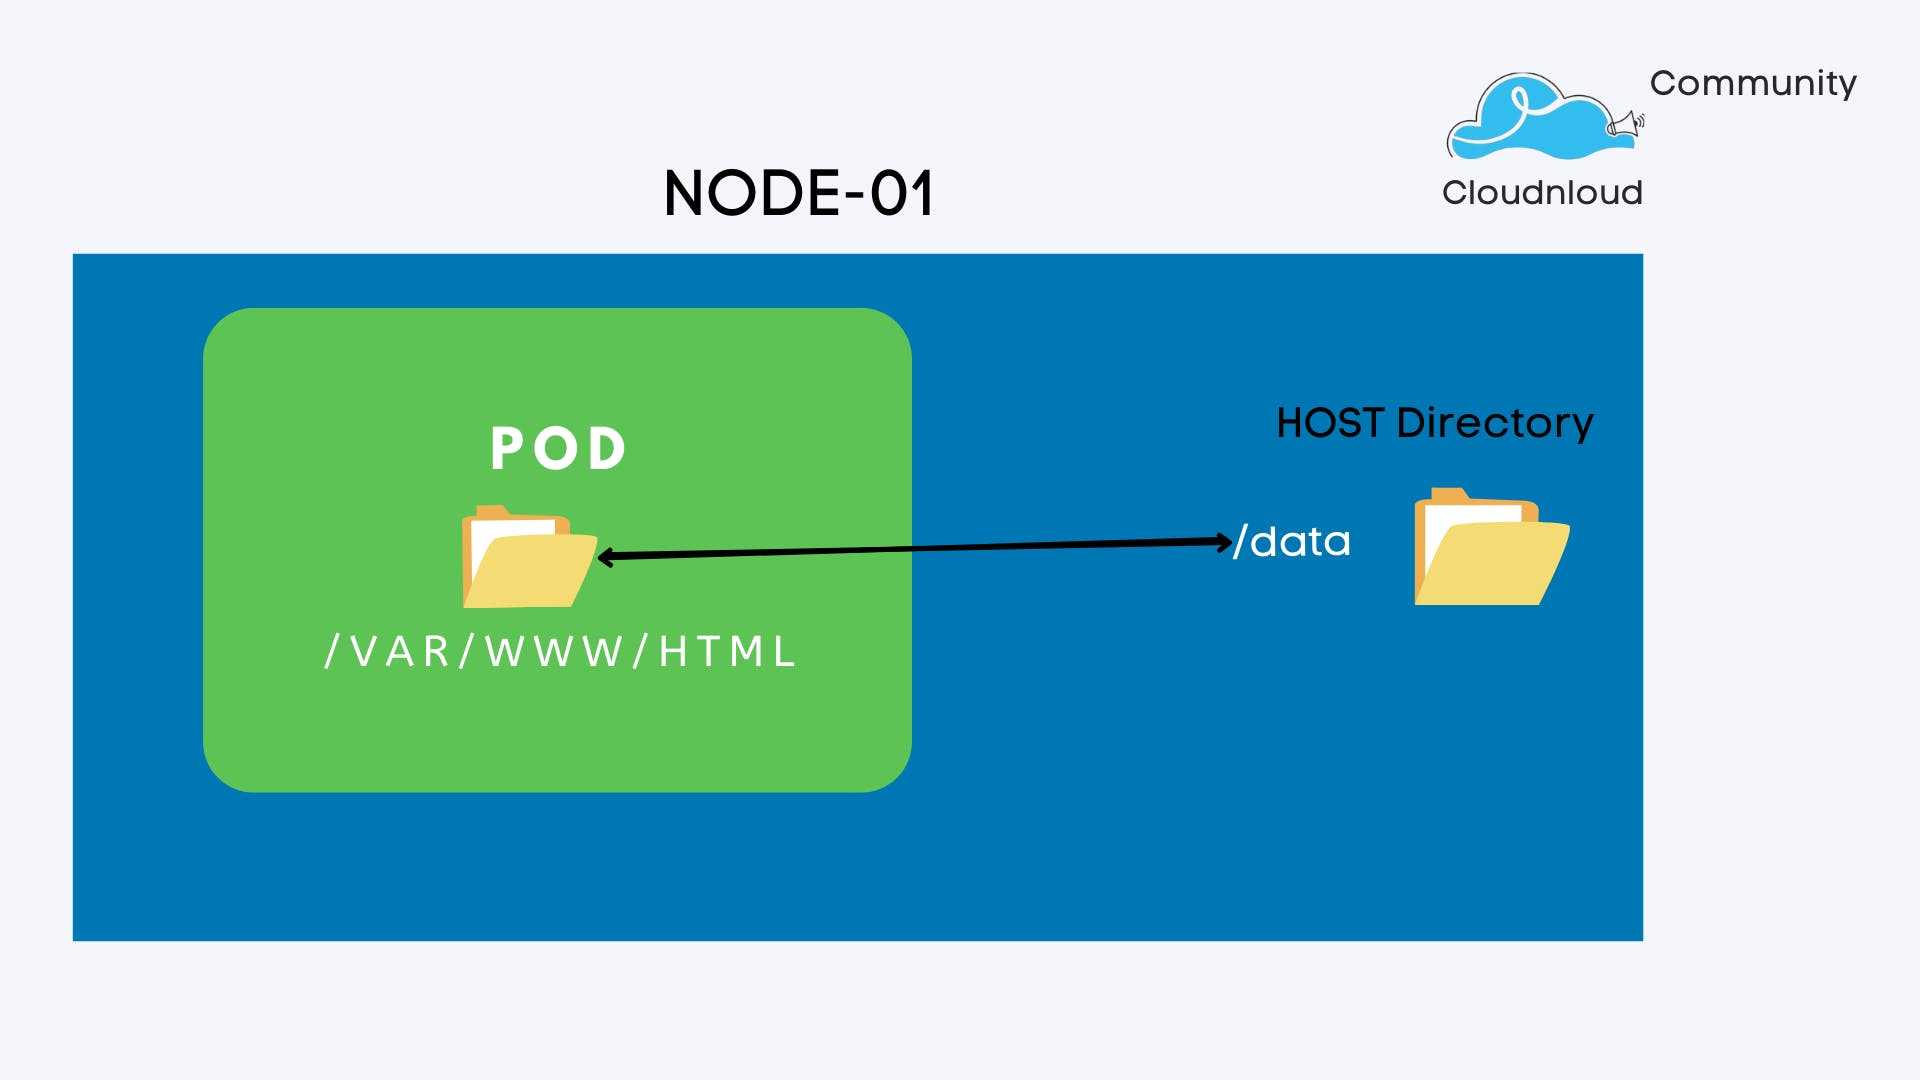 Community
Cloudnloud
NODE-01
POD
/VAR/WWW/HTML
HOST Directory
/data